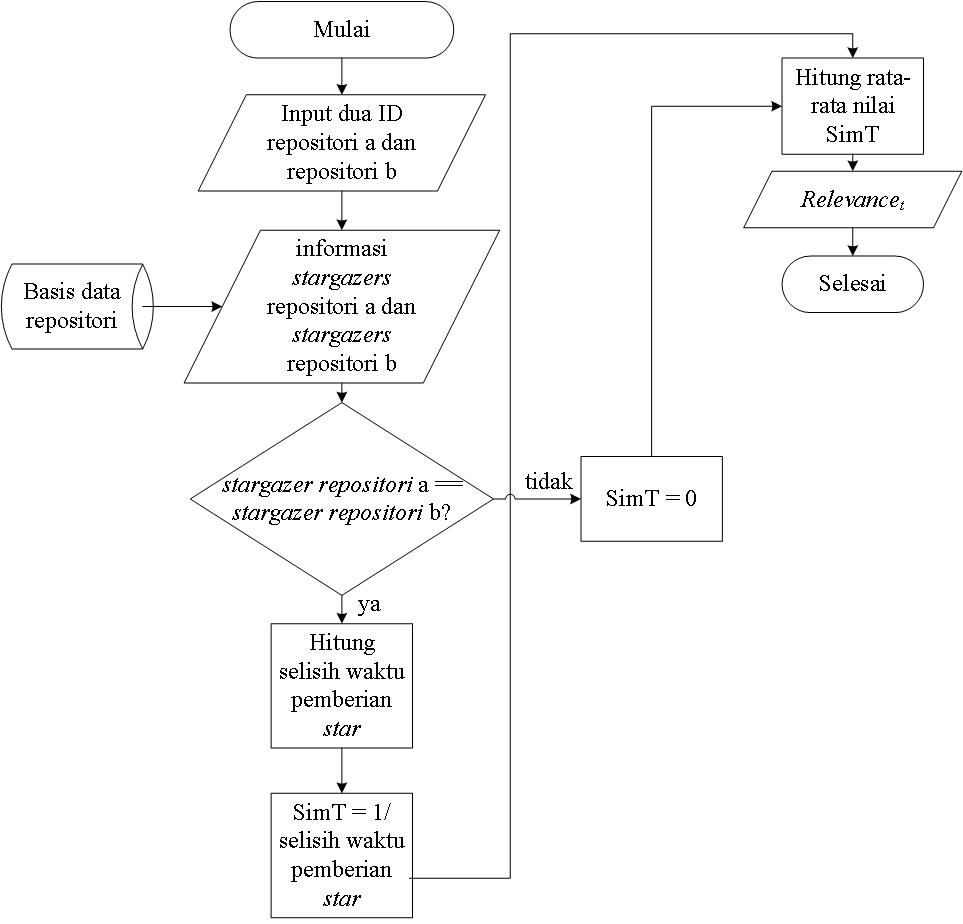 Mulai
Input dua ID
repositori a dan
repositori b
informasi
stargazers
repositori a dan
stargazers
repositori b
Basis data
repositori
stargazer repositori a ==
stargazer repositori b?
tidak
SimT = 0
ya
Hitung
selisih waktu
pemberian
star
SimT = 1/
selisih waktu
pemberian
star
Hitung rata-
rata nilai
SimT
Relevancet
Selesai